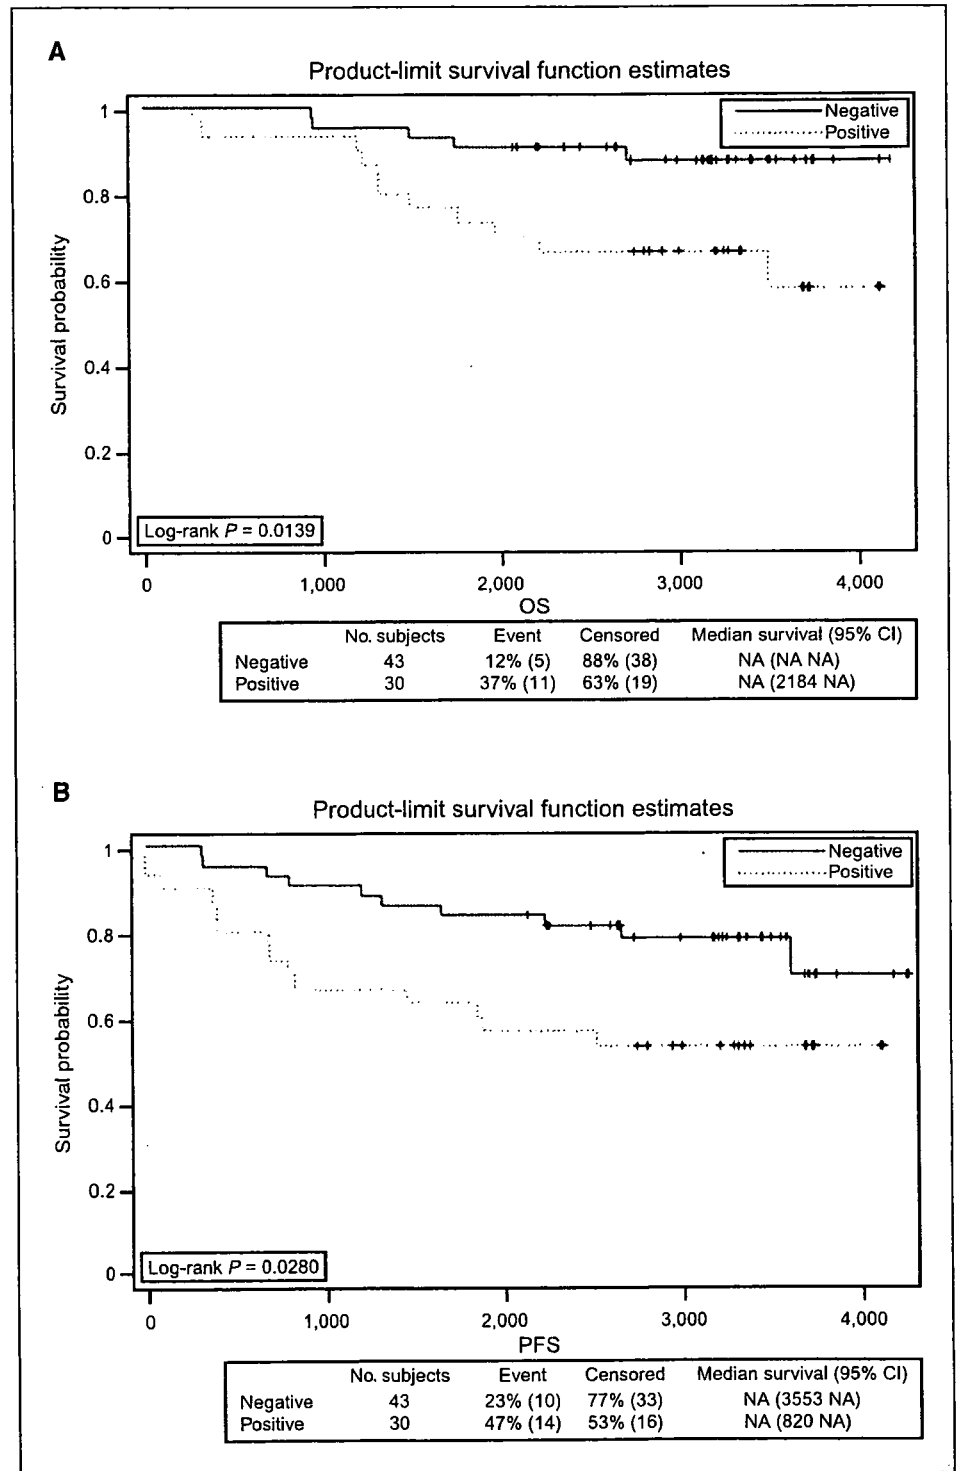 A
Product-limit survival function estimates
Negative
Positive
Survival probability
1
0.8
0.6
0.4
0.2
0
Log-rank P = 0.0139
0 1,000 2,000 3,000 4,000
OS
No. subjects Event Censored Median survival (95% CI)
Negative 43 12% (5) 88% (38) NA (NA NA)
Positive 30 37% (11) 63% (19) NA (2184 NA)
B
Product-limit survival function estimates
Negative
Positive
Survival probability
1
0.8
0.6
0.4
0.2
0
Log-rank P = 0.0280
0 1,000 2,000 3,000 4,000
PFS
No. subjects Event Censored Median survival (95% CI)
Negative 43 23% (10) 77% (33) NA (3553 NA)
Positive 30 47% (14) 53% (16) NA (820 NA)